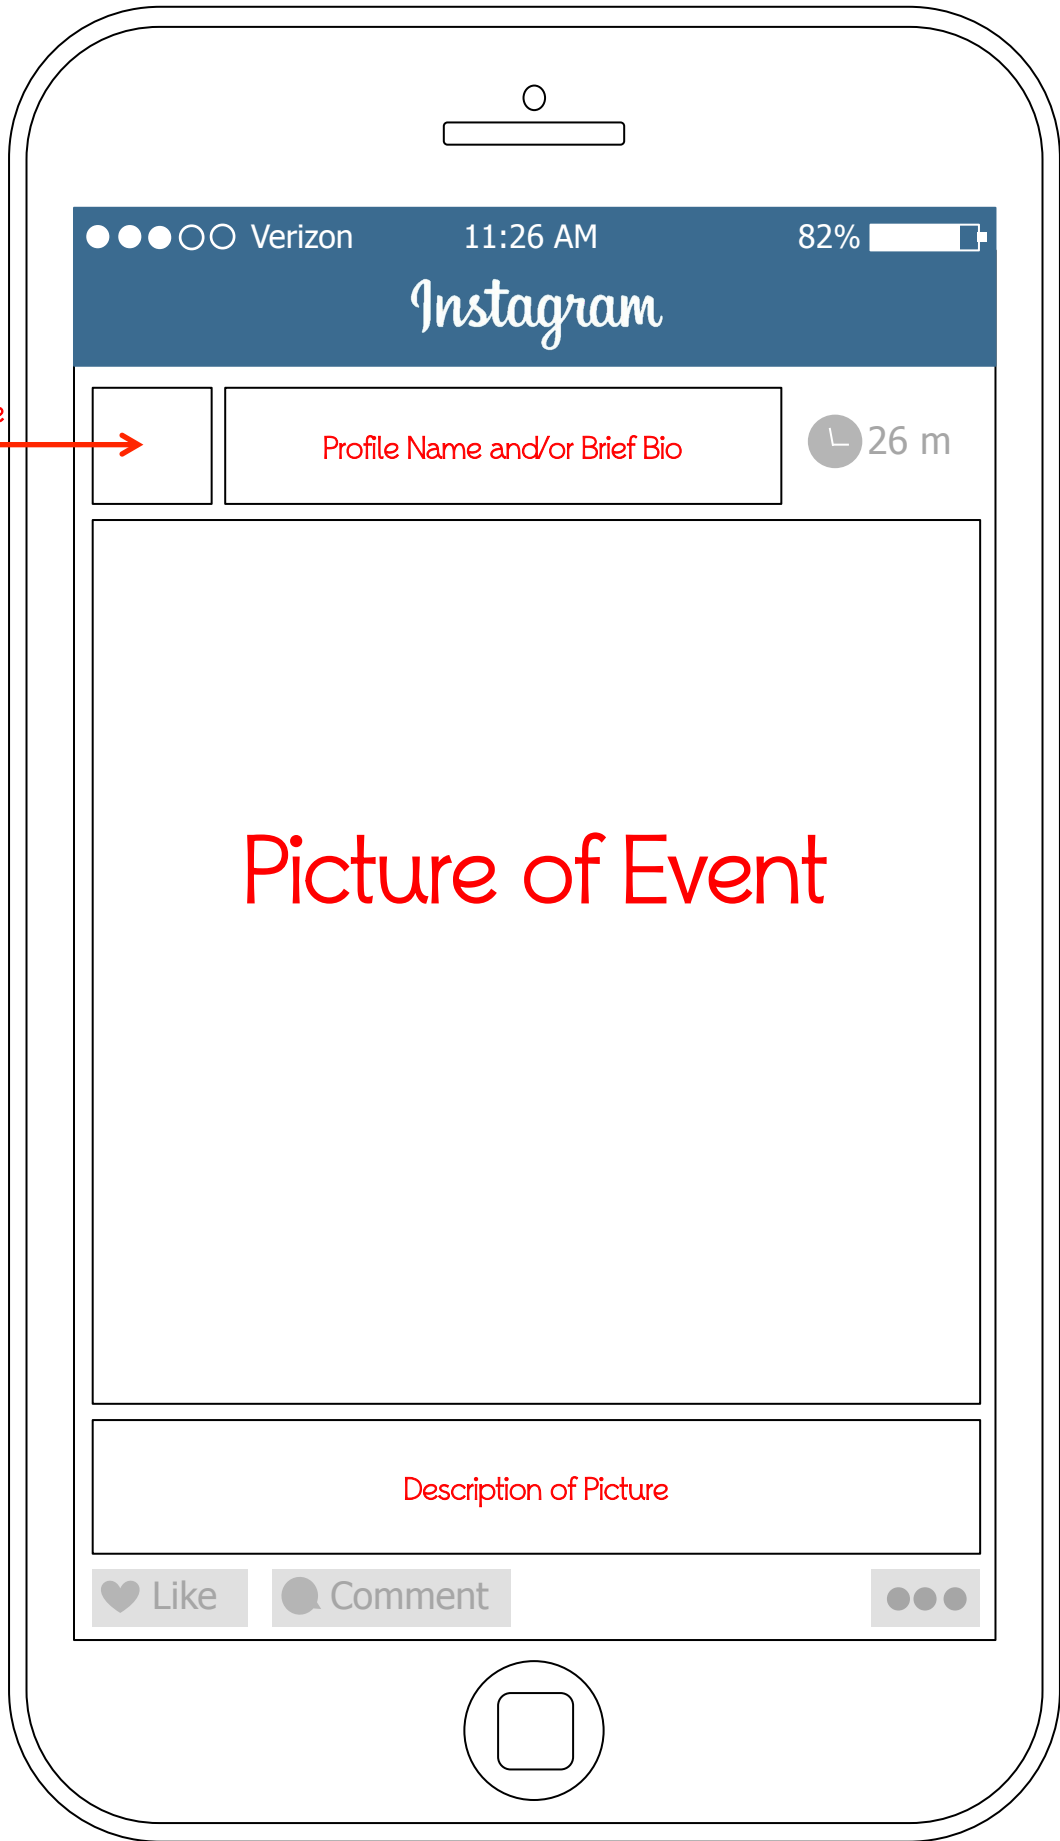 Verizon 11:26 AM 82%
Instagram
Profile Name and/or Brief Bio
26 m
Picture of Event
Description of Picture
Like Comment